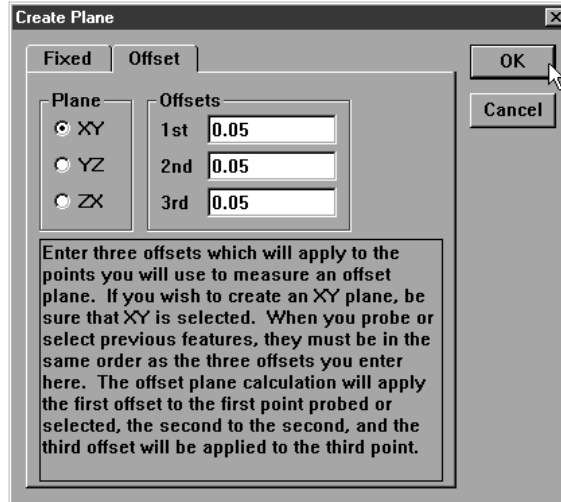 Create Plane
Fixed
Offset
OK
Cancel
Plane
XY
YZ
ZX
Offsets
1st 0.05
2nd 0.05
3rd 0.05
Enter three offsets which will apply to the
points you will use to measure an offset
plane. If you wish to create an XY plane, be
sure that XY is selected. When you probe or
select previous features, they must be in the
same order as the three offsets you enter
here. The offset plane calculation will apply
the first offset to the first point probed or
selected, the second to the second, and the
third offset will be applied to the third point.